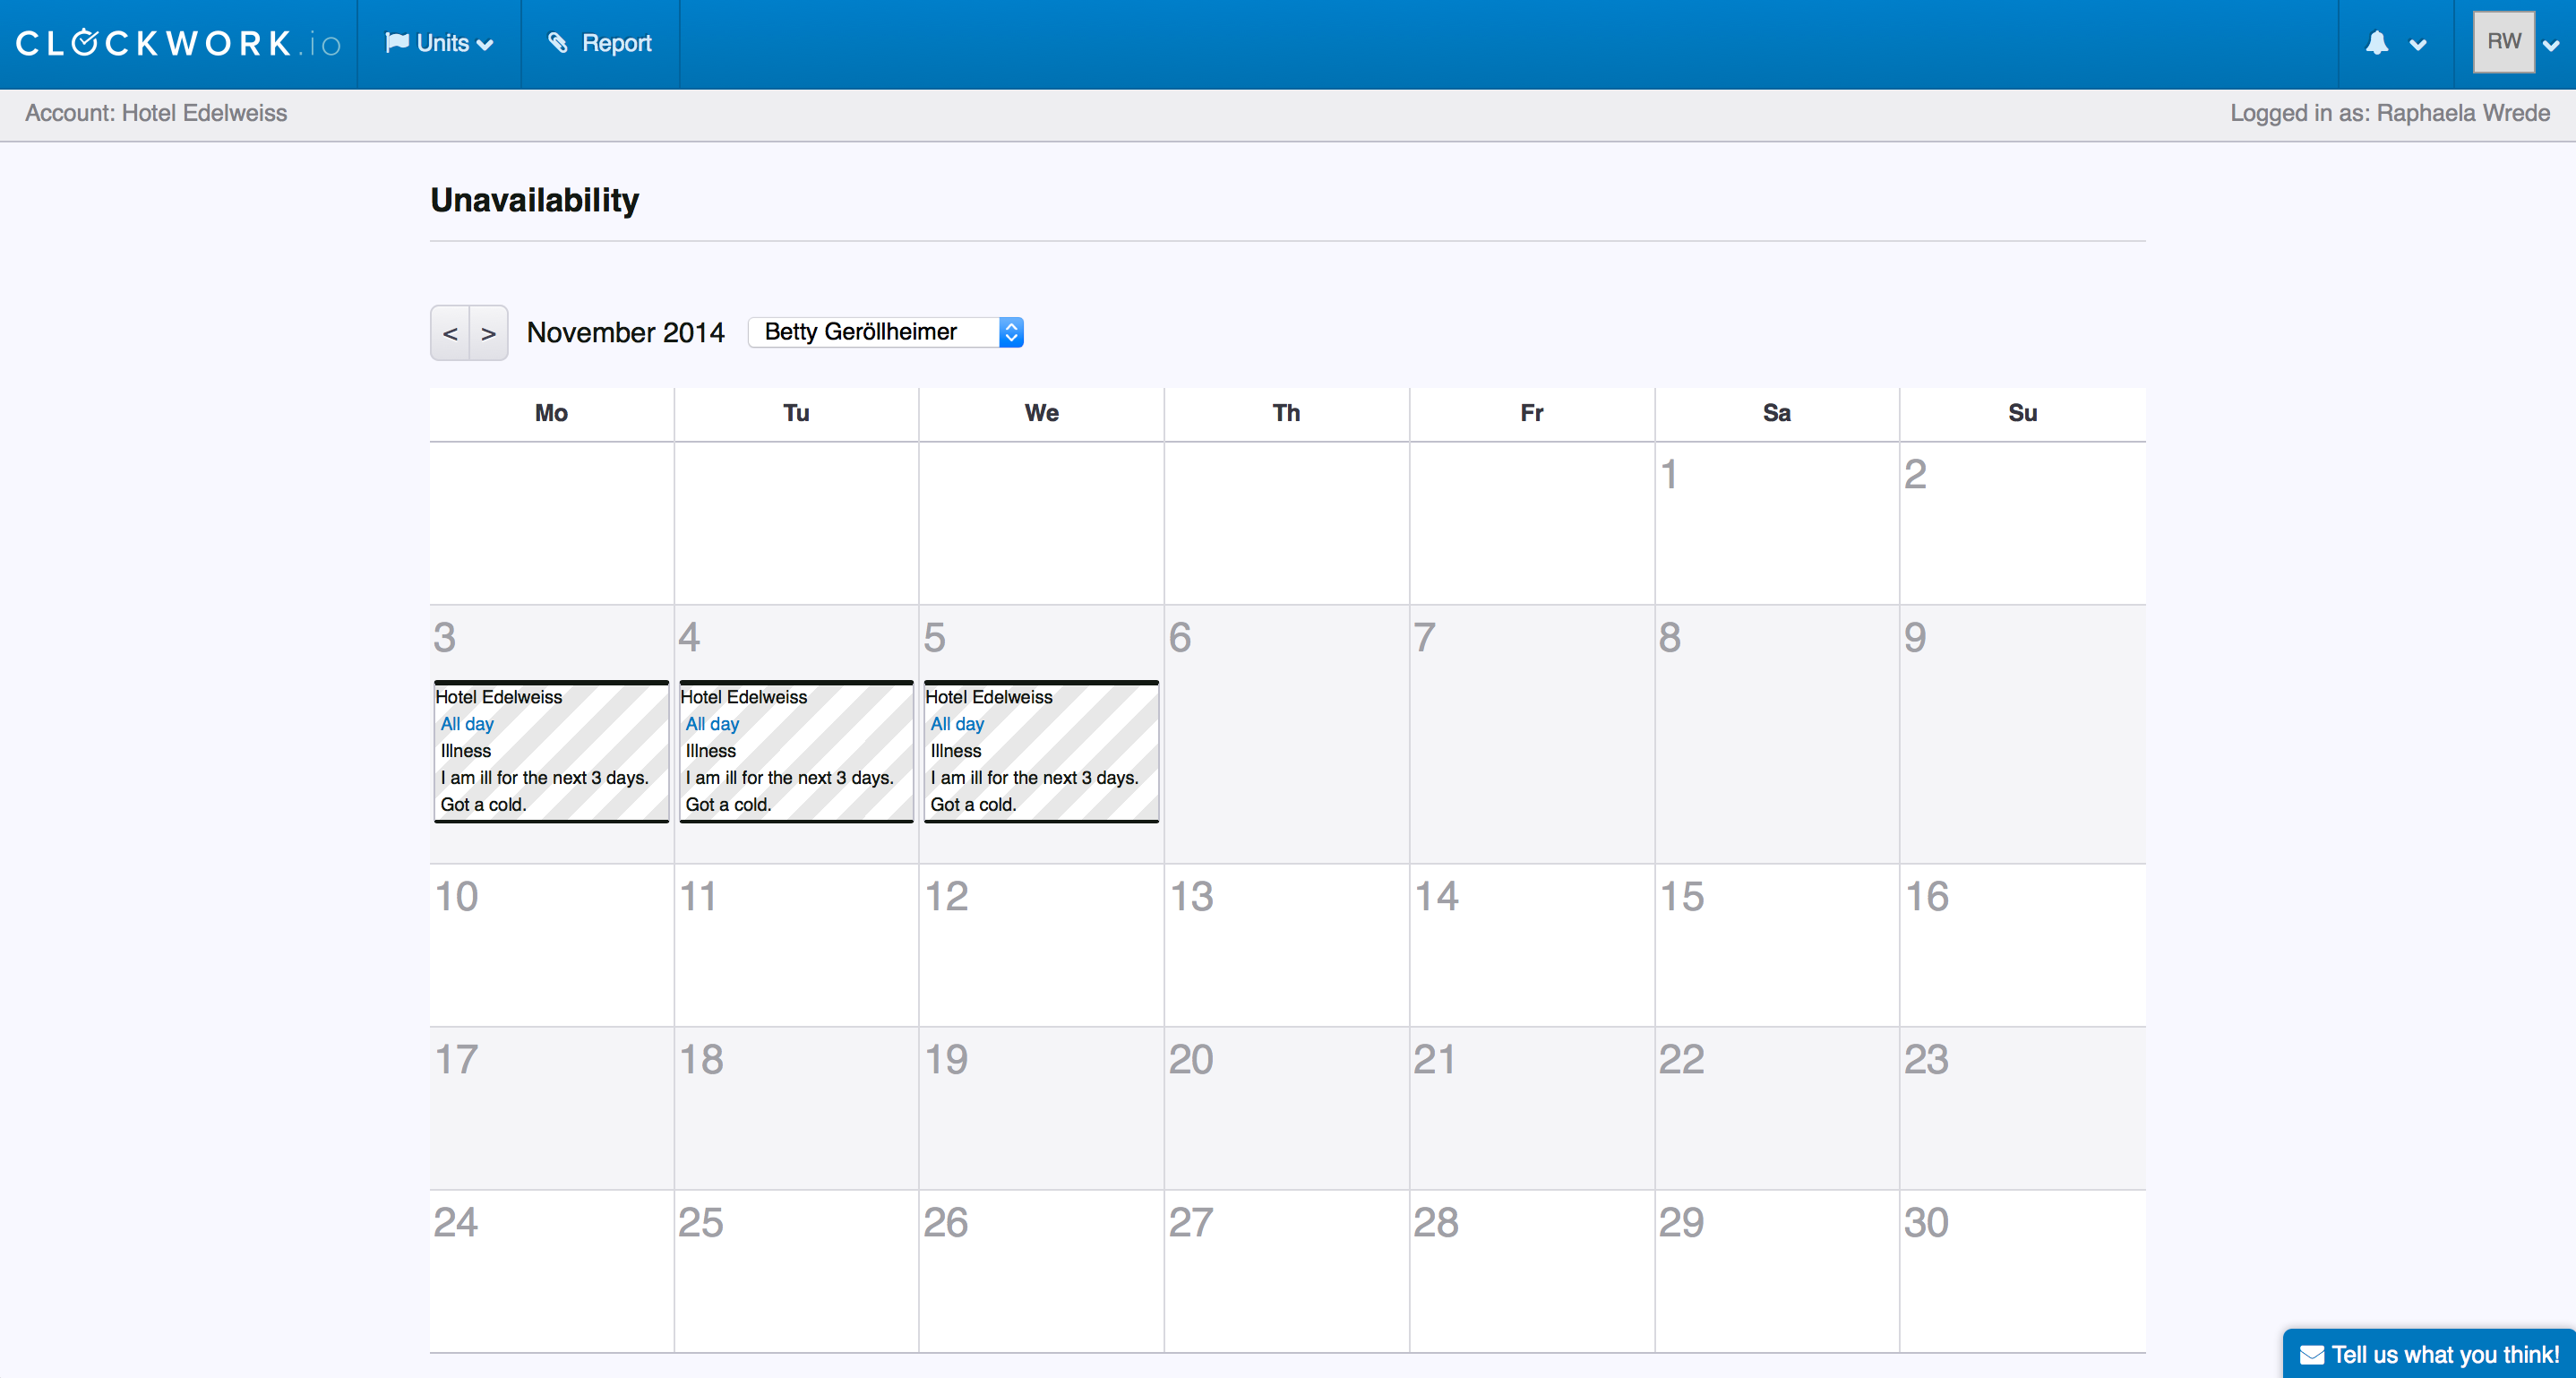 CLOCKWORK.io Units Report RW
Account: Hotel Edelweiss Logged in as: Raphaela Wrede
Unavailability
< > November 2014 Betty Geröllheimer
Mo Tu We Th Fr Sa Su
1 2
3 4 5 6 7 8 9
Hotel Edelweiss Hotel Edelweiss Hotel Edelweiss
All day All day All day
Illness Illness Illness
I am ill for the next 3 days. I am ill for the next 3 days. I am ill for the next 3 days.
Got a cold. Got a cold. Got a cold.
10 11 12 13 14 15 16
17 18 19 20 21 22 23
24 25 26 27 28 29 30
Tell us what you think!